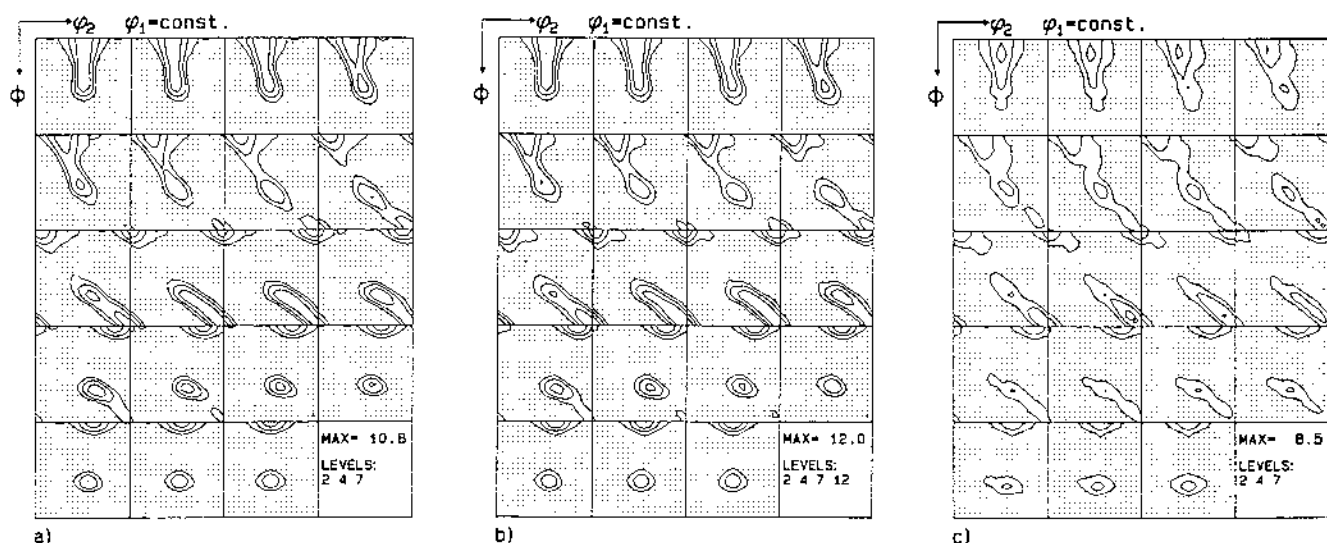 φ₂ φ₁=const.
Φ
MAX= 10.8
LEVELS:
2 4 7
a)
φ₂ φ₁=const.
Φ
MAX= 12.0
LEVELS:
2 4 7 12
b)
φ₂ φ₁=const.
Φ
MAX= 8.5
LEVELS:
2 4 7
c)